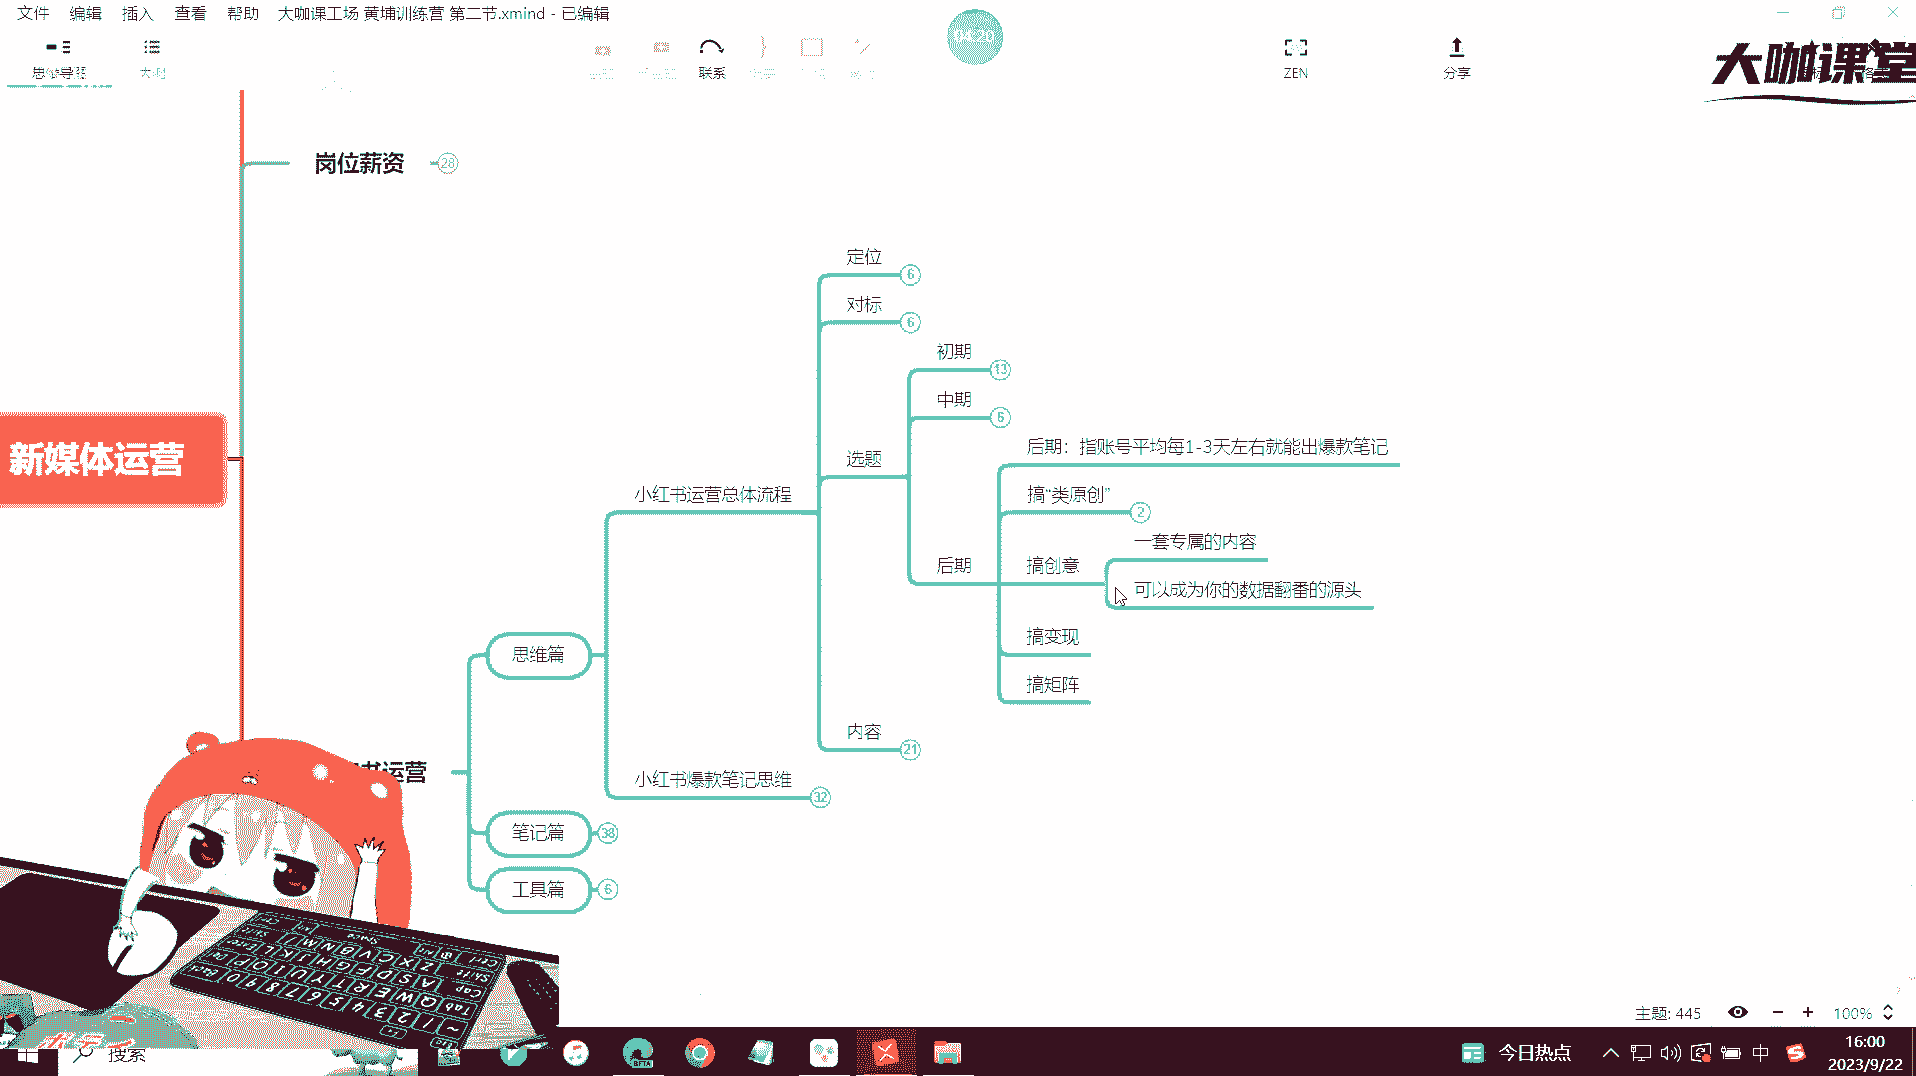 文件 编辑 插入 查看 帮助 大咖课工场 黄埔训练营 第二节.xmind - 已编辑
思维导图 大纲 联系 ZEN 分享
04:20
大咖课堂
岗位薪资 28
定位 6
对标 6
初期 13
中期 6
后期：指账号平均每1-3天左右就能出爆款笔记
选题
新媒体运营
小红书运营总体流程
搞“类原创” 2
一套专属的内容
后期
搞创意
可以成为你的数据翻番的源头
搞变现
思维篇
搞矩阵
内容 21
书运营
小红书爆款笔记思维 32
笔记篇 38
工具篇 6
主题: 445 100%
搜索
BETA
今日热点
中
16:00
2023/9/22